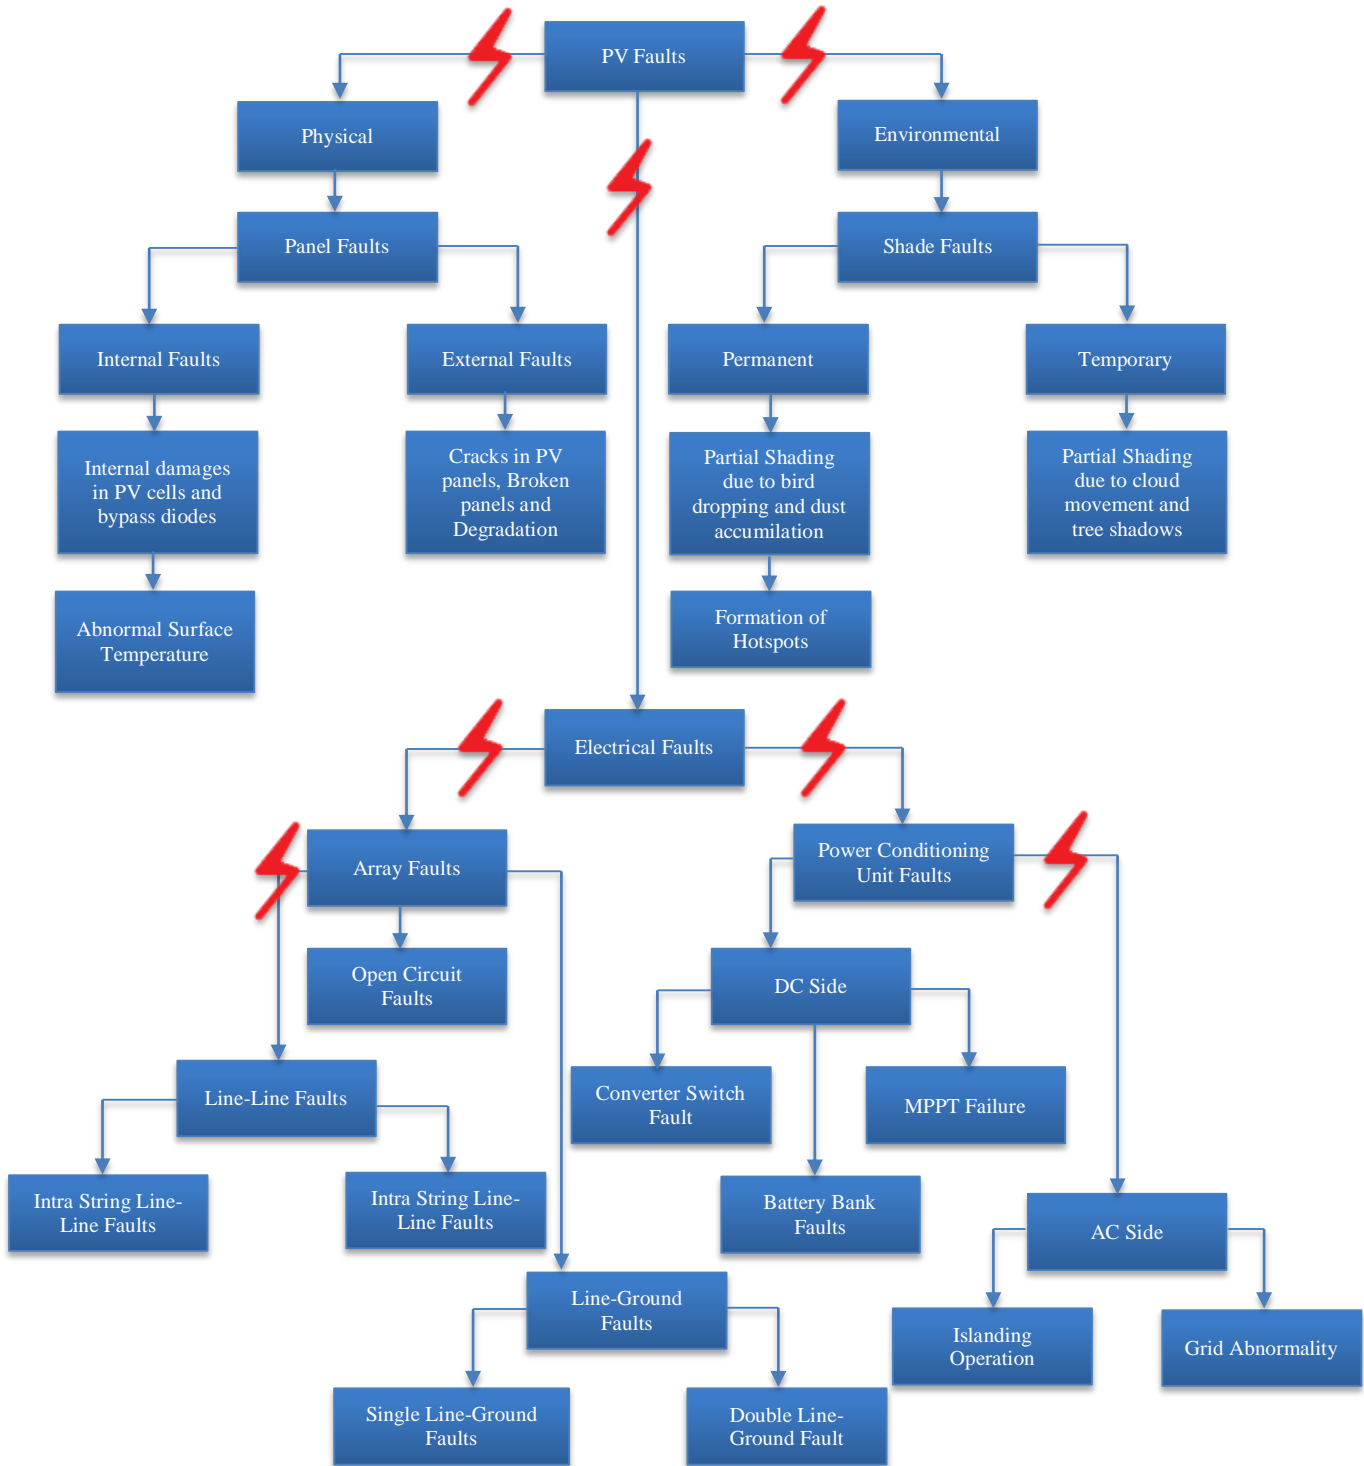 PV Faults
Physical
Environmental
Panel Faults
Shade Faults
Internal Faults
External Faults
Permanent
Temporary
Internal damages
in PV cells and
bypass diodes
Cracks in PV
panels, Broken
panels and
Degradation
Partial Shading
due to bird
dropping and dust
accumilation
Partial Shading
due to cloud
movement and
tree shadows
Abnormal Surface
Temperature
Formation of
Hotspots
Electrical Faults
Array Faults
Power Conditioning
Unit Faults
Open Circuit
Faults
DC Side
Line-Line Faults
Converter Switch
Fault
MPPT Failure
Intra String Line-
Line Faults
Intra String Line-
Line Faults
Battery Bank
Faults
AC Side
Line-Ground
Faults
Islanding
Operation
Grid Abnormality
Single Line-Ground
Faults
Double Line-
Ground Fault